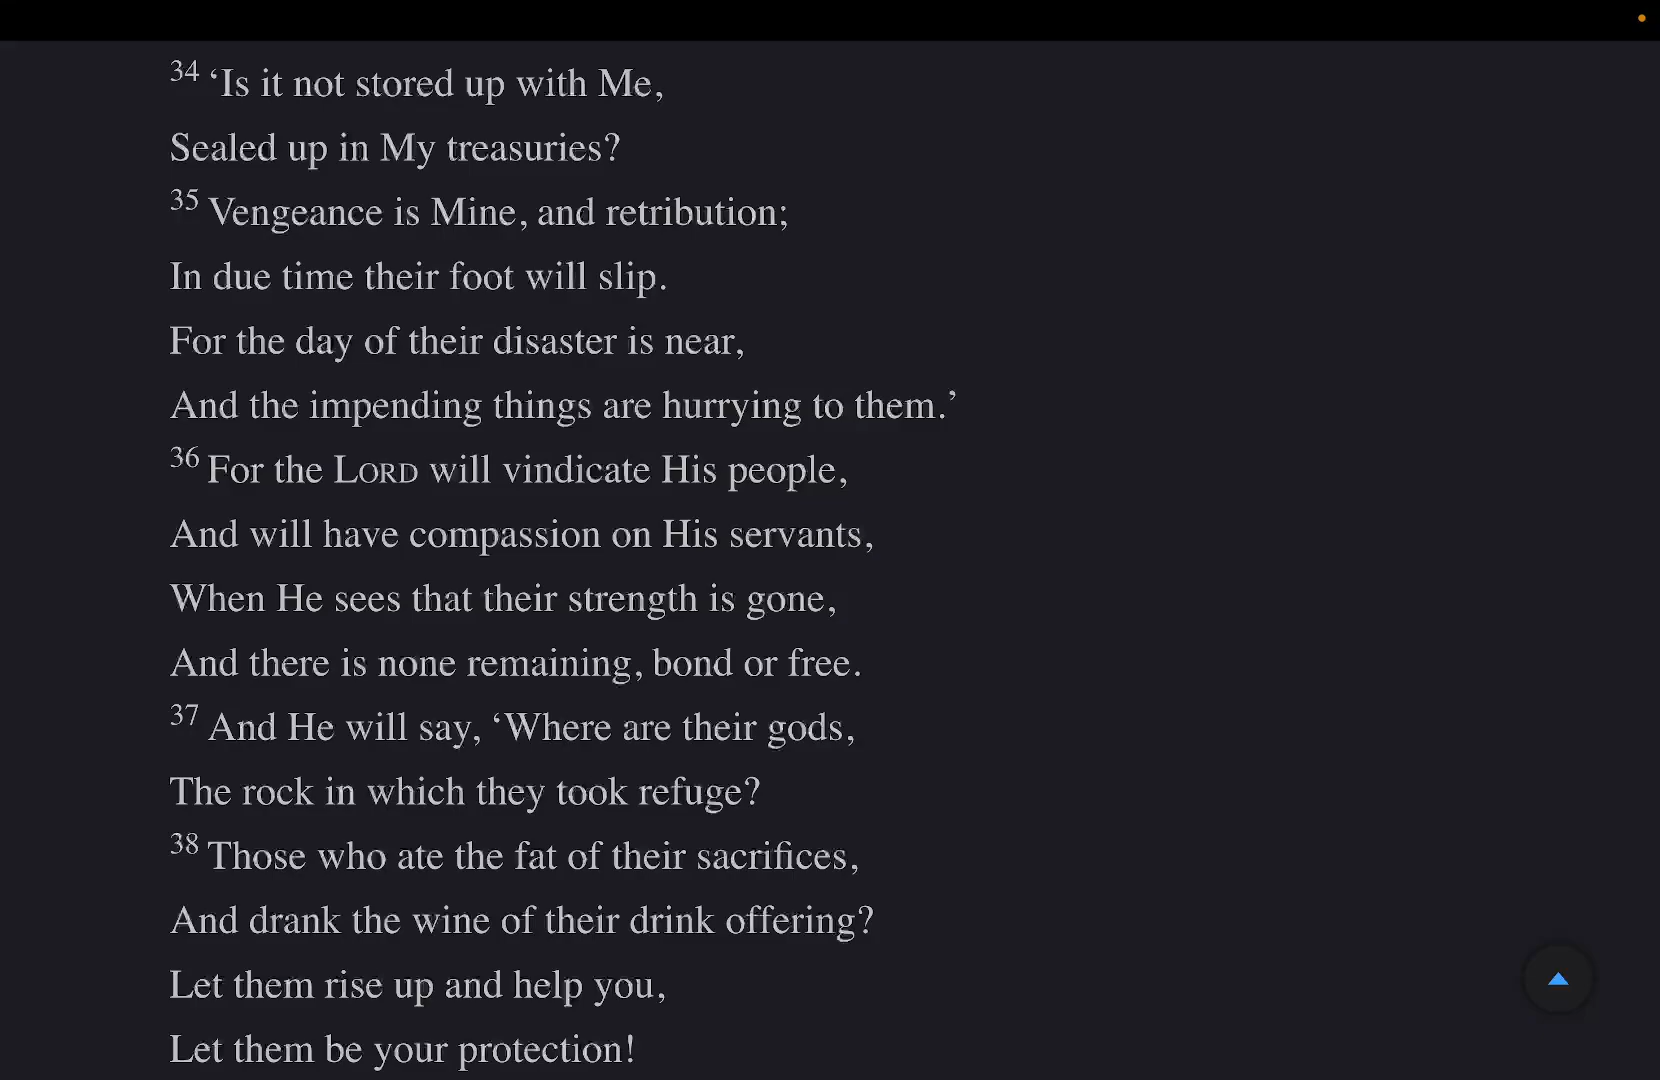 34 ‘Is it not stored up with Me,
Sealed up in My treasuries?
35 Vengeance is Mine, and retribution;
In due time their foot will slip.
For the day of their disaster is near,
And the impending things are hurrying to them.’
36 For the LORD will vindicate His people,
And will have compassion on His servants,
When He sees that their strength is gone,
And there is none remaining, bond or free.
37 And He will say, ‘Where are their gods,
The rock in which they took refuge?
38 Those who ate the fat of their sacrifices,
And drank the wine of their drink offering?
Let them rise up and help you,
Let them be your protection!